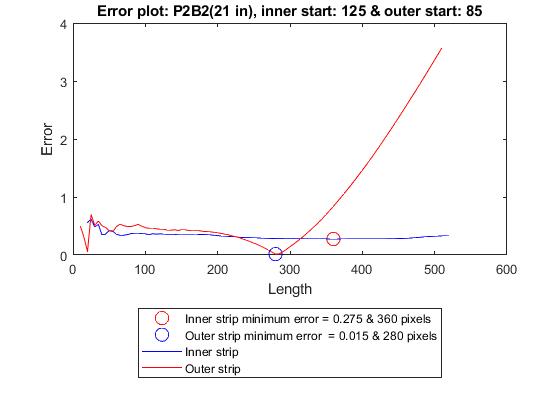 Error plot: P2B2(21 in), inner start: 125 & outer start: 85
4
3
2
1
0
Error
0 100 200 300 400 500 600
Length
Inner strip minimum error = 0.275 & 360 pixels
Outer strip minimum error = 0.015 & 280 pixels
Inner strip
Outer strip